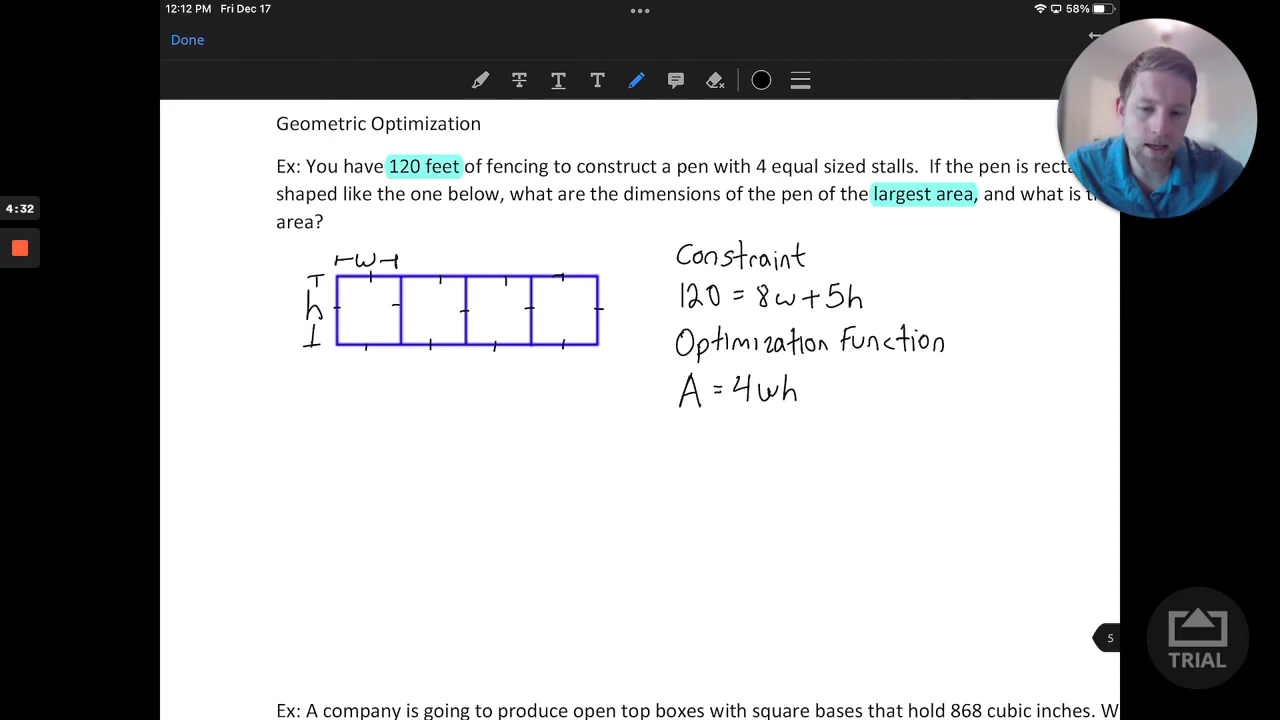 12:12 PM Fri Dec 17
58%
Done
T T T
Geometric Optimization
Ex: You have 120 feet of fencing to construct a pen with 4 equal sized stalls. If the pen is
shaped like the one below, what are the dimensions of the pen of the largest area, and what is
area?
4:32
w
h
Constraint
120 = 8w + 5h
Optimization Function
A = 4wh
5
TRIAL
Ex: A company is going to produce open top boxes with square bases that hold 868 cubic inches. W